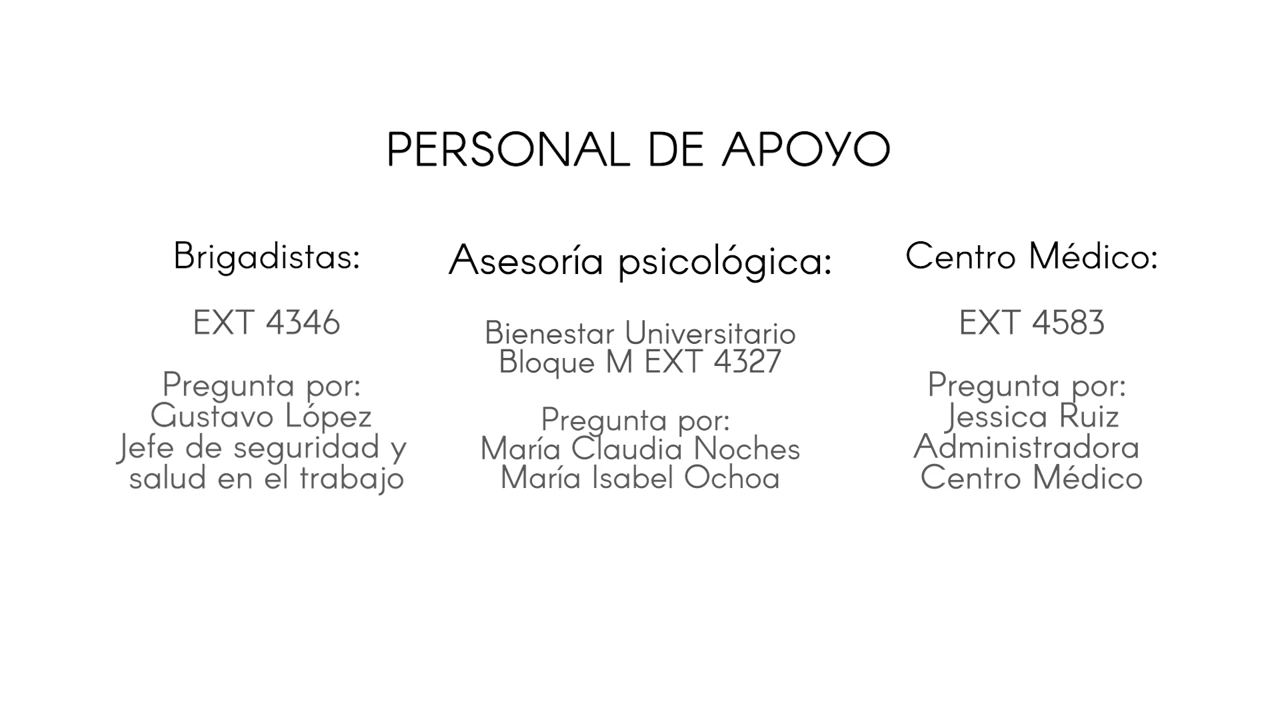 PERSONAL DE APOYO
Brigadistas:
EXT 4346
Pregunta por:
Gustavo López
Jefe de seguridad y
salud en el trabajo
Asesoría psicológica:
Bienestar Universitario
Bloque M EXT 4327
Pregunta por:
María Claudia Noches
María Isabel Ochoa
Centro Médico:
EXT 4583
Pregunta por:
Jessica Ruiz
Administradora
Centro Médico